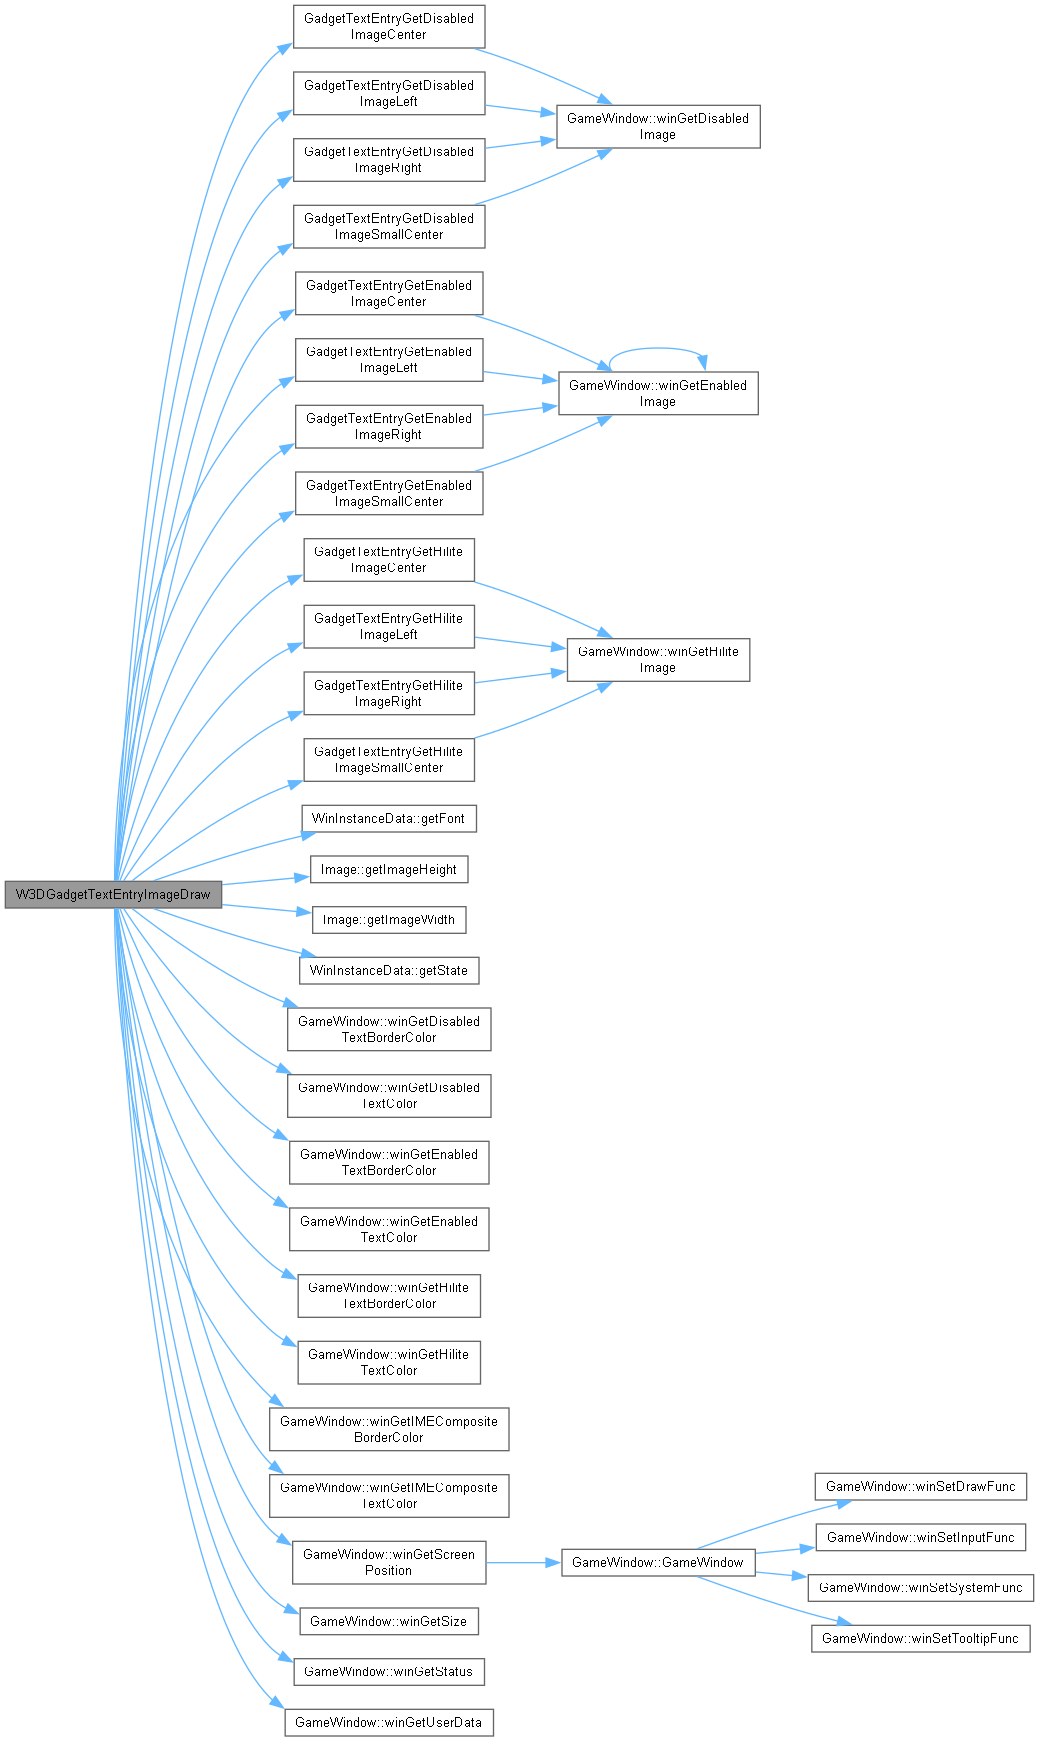 GadgetTextEntryGetDisabled
ImageCenter
GadgetTextEntryGetDisabled
ImageLeft
GameWindow::winGetDisabled
Image
GadgetTextEntryGetDisabled
ImageRight
GadgetTextEntryGetDisabled
ImageSmallCenter
GadgetTextEntryGetEnabled
ImageCenter
GadgetTextEntryGetEnabled
ImageLeft
GameWindow::winGetEnabled
Image
GadgetTextEntryGetEnabled
ImageRight
GadgetTextEntryGetEnabled
ImageSmallCenter
GadgetTextEntryGetHilite
ImageCenter
GadgetTextEntryGetHilite
ImageLeft
GameWindow::winGetHilite
Image
GadgetTextEntryGetHilite
ImageRight
GadgetTextEntryGetHilite
ImageSmallCenter
WinInstanceData::getFont
Image::getImageHeight
W3DGadgetTextEntryImageDraw
Image::getImageWidth
WinInstanceData::getState
GameWindow::winGetDisabled
TextBorderColor
GameWindow::winGetDisabled
TextColor
GameWindow::winGetEnabled
TextBorderColor
GameWindow::winGetEnabled
TextColor
GameWindow::winGetHilite
TextBorderColor
GameWindow::winGetHilite
TextColor
GameWindow::winGetIMEComposite
BorderColor
GameWindow::winGetIMEComposite
TextColor
GameWindow::winGetScreen
Position
GameWindow::GameWindow
GameWindow::winSetDrawFunc
GameWindow::winSetInputFunc
GameWindow::winSetSystemFunc
GameWindow::winSetTooltipFunc
GameWindow::winGetSize
GameWindow::winGetStatus
GameWindow::winGetUserData